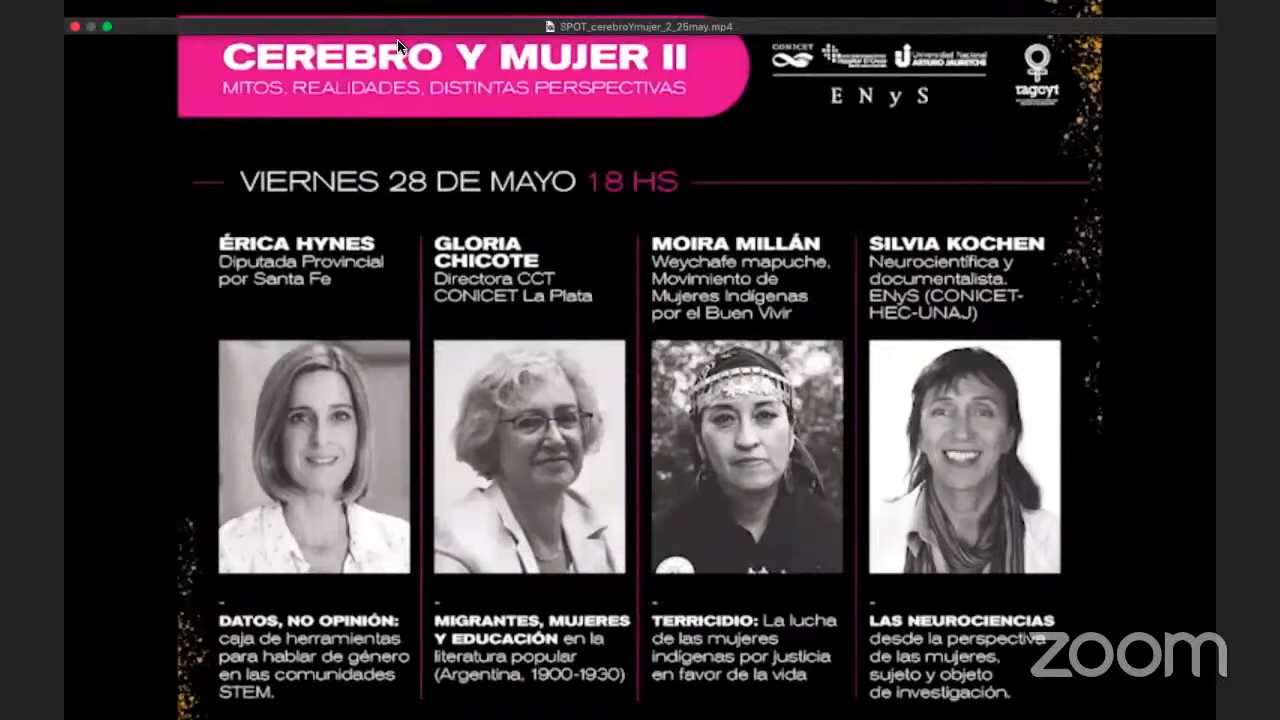 SPOT_cerebroYmujer_2_25may.mp4
CEREBRO Y MUJER II
MITOS, REALIDADES, DISTINTAS PERSPECTIVAS
CONICET
Universidad Nacional
ARTURO JAURETCHE
E N y S
ragcyt
VIERNES 28 DE MAYO 18 HS
ÉRICA HYNES
Diputada Provincial
por Santa Fe
GLORIA
CHICOTE
Directora CCT
CONICET La Plata
MOIRA MILLÁN
Weychafe mapuche,
Movimiento de
Mujeres Indígenas
por el Buen Vivir
SILVIA KOCHEN
Neurocientífica y
documentalista.
ENyS (CONICET-
HEC-UNAJ)
DATOS, NO OPINIÓN:
caja de herramientas
para hablar de género
en las comunidades
STEM.
MIGRANTES, MUJERES
Y EDUCACIÓN en la
literatura popular
(Argentina, 1900-1930)
TERRICIDIO: La lucha
de las mujeres
indígenas por justicia
en favor de la vida
LAS NEUROCIENCIAS
desde la perspectiva
de las mujeres,
sujeto y objeto
de investigación.
zoom